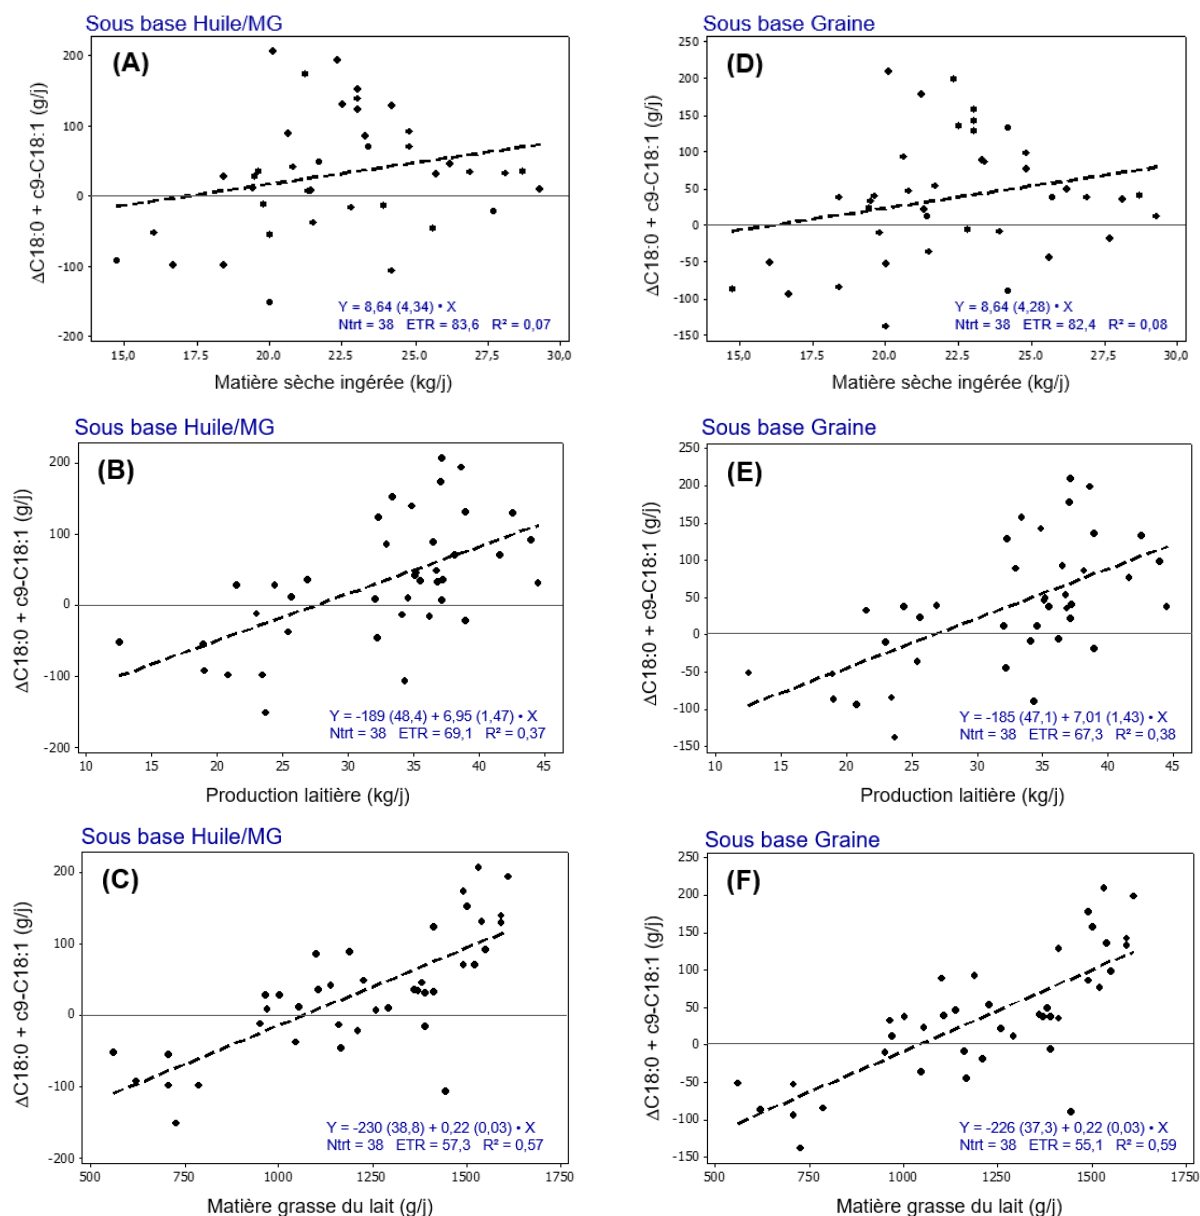 Sous base Huile/MG
(A)
ΔC18:0 + c9-C18:1 (g/j)
200
100
0
-100
-200
Y = 8,64 (4,34) • X
Ntrt = 38 ETR = 83,6 R² = 0,07
15,0 17.5 20.0 22.5 25.0 27,5 30,0
Matière sèche ingérée (kg/j)
Sous base Graine
(D)
ΔC18:0 + c9-C18:1 (g/j)
250
200
150
100
50
0
-50
-100
-150
Y = 8,64 (4,28) • X
Ntrt = 38 ETR = 82,4 R² = 0,08
15,0 17.5 20.0 22.5 25.0 27,5 30,0
Matière sèche ingérée (kg/j)
Sous base Huile/MG
(B)
ΔC18:0 + c9-C18:1 (g/j)
200
100
0
-100
-200
Y = -189 (48,4) + 6,95 (1,47) • X
Ntrt = 38 ETR = 69,1 R² = 0,37
10 15 20 25 30 35 40 45
Production laitière (kg/j)
Sous base Graine
(E)
ΔC18:0 + c9-C18:1 (g/j)
250
200
150
100
50
0
-50
-100
-150
Y = -185 (47,1) + 7,01 (1,43) • X
Ntrt = 38 ETR = 67,3 R² = 0,38
10 15 20 25 30 35 40 45
Production laitière (kg/j)
Sous base Huile/MG
(C)
ΔC18:0 + c9-C18:1 (g/j)
200
100
0
-100
-200
Y = -230 (38,8) + 0,22 (0,03) • X
Ntrt = 38 ETR = 57,3 R² = 0,57
500 750 1000 1250 1500 1750
Matière grasse du lait (g/j)
Sous base Graine
(F)
ΔC18:0 + c9-C18:1 (g/j)
250
200
150
100
50
0
-50
-100
-150
Y = -226 (37,3) + 0,22 (0,03) • X
Ntrt = 38 ETR = 55,1 R² = 0,59
500 750 1000 1250 1500 1750
Matière grasse du lait (g/j)